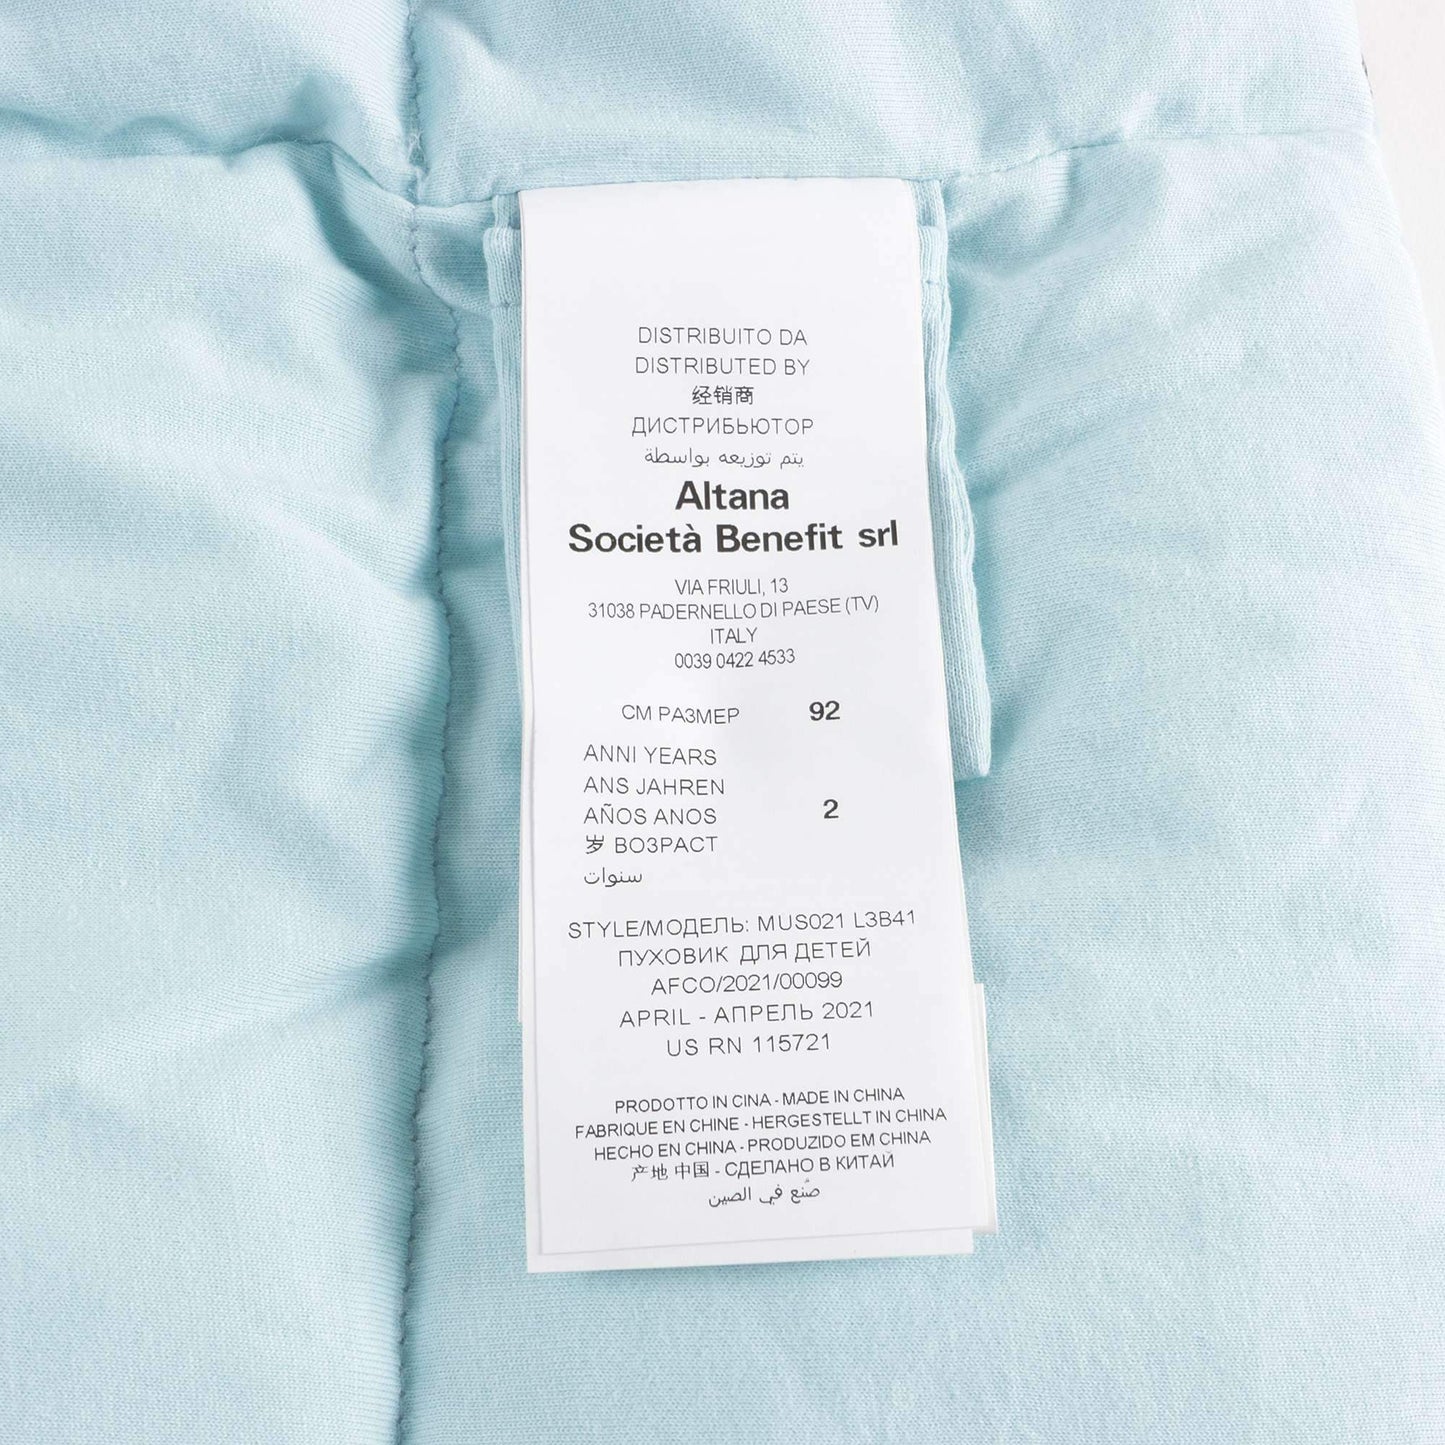 DISTRIBUITO DA
DISTRIBUTED BY
经销商
ДИСТРИБЬЮТОР
يتم توزيعه بواسطة
Altana
Società Benefit srl
VIA FRIULI, 13
31038 PADERNELLO DI PAESE (TV)
ITALY
0039 0422 4533
СМ РАЗМЕР 92
ANNI YEARS
ANS JAHREN
AÑOS ANOS 2
岁 ВОЗРАСТ
سنوات
STYLE/МОДЕЛЬ: MUS021 L3B41
ПУХОВИК ДЛЯ ДЕТЕЙ
AFCO/2021/00099
APRIL - АПРЕЛЬ 2021
US RN 115721
PRODOTTO IN CINA - MADE IN CHINA
FABRIQUE EN CHINE - HERGESTELLT IN CHINA
HECHO EN CHINA - PRODUZIDO EM CHINA
产地 中国 - СДЕЛАНО В КИТАЙ
صُنع في الصين